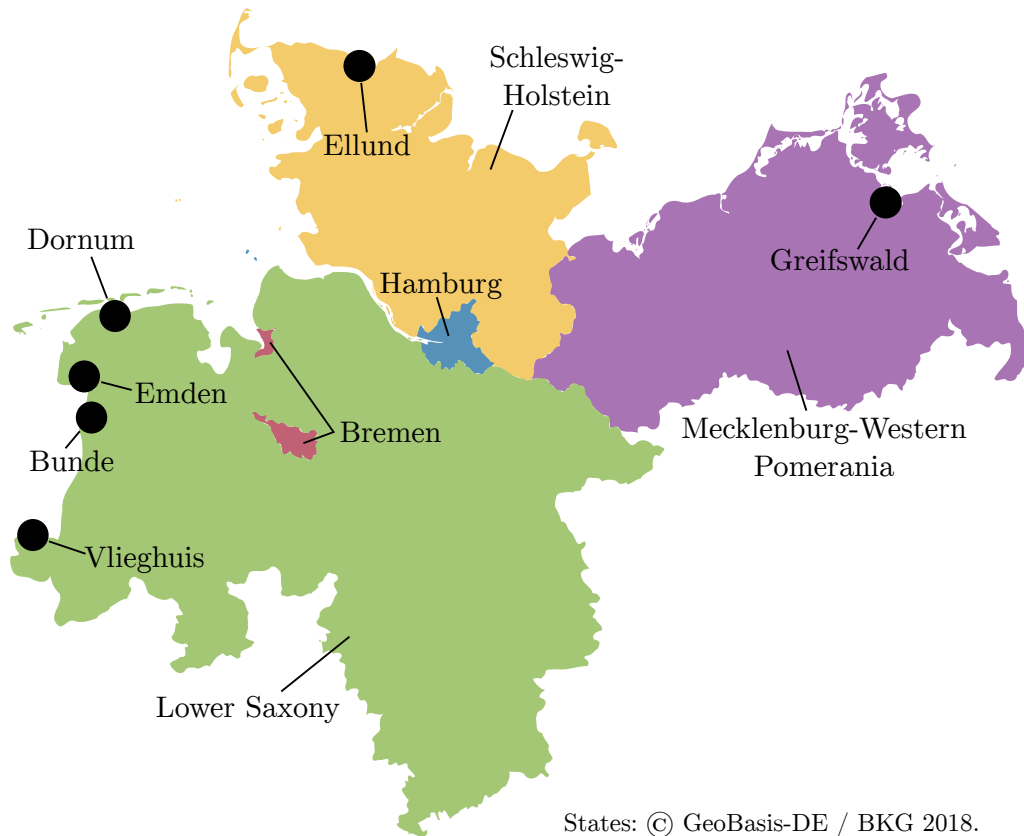 Schleswig-
Holstein
Ellund
Dornum
Greifswald
Hamburg
Emden
Bremen
Mecklenburg-Western
Pomerania
Bunde
Vlieghuis
Lower Saxony
States: © GeoBasis-DE / BKG 2018.